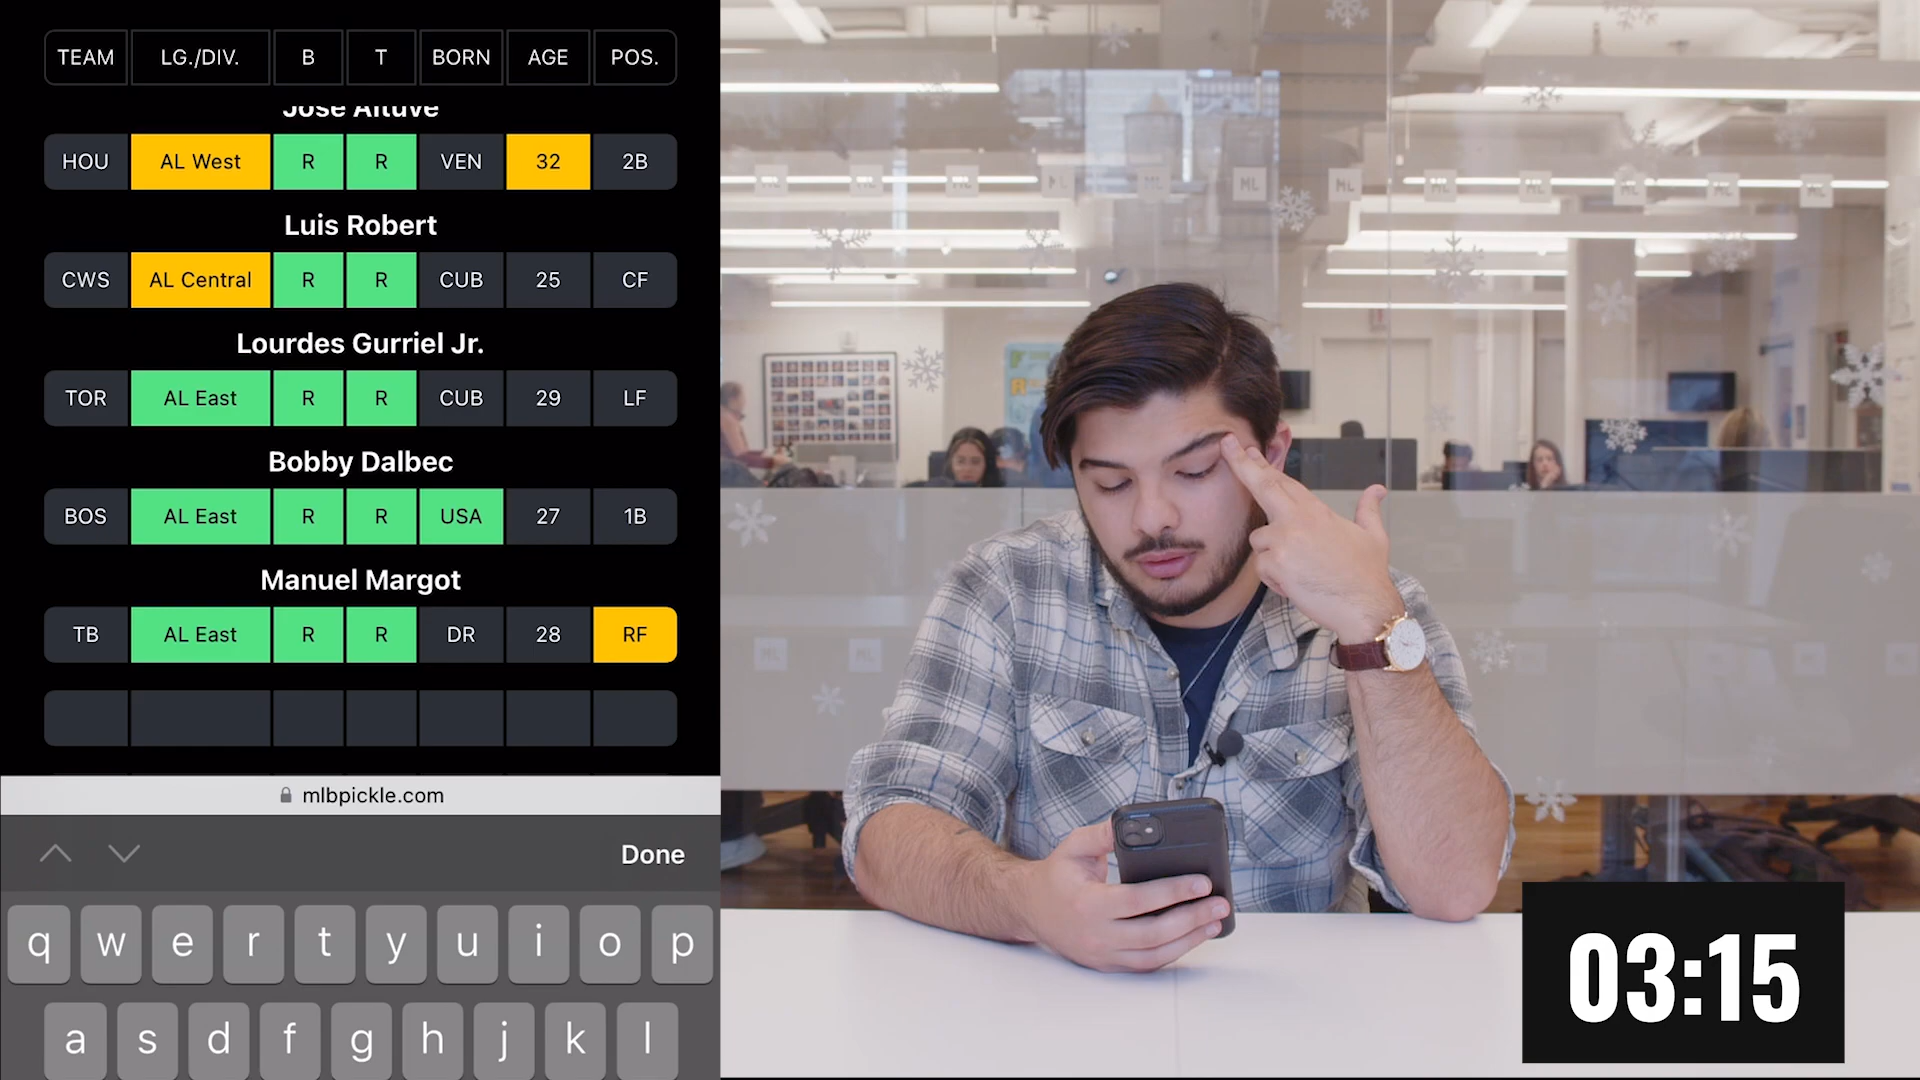 TEAM LG./DIV. B T BORN AGE POS.
Jose Altuve
HOU AL West R R VEN 32 2B
Luis Robert
CWS AL Central R R CUB 25 CF
Lourdes Gurriel Jr.
TOR AL East R R CUB 29 LF
Bobby Dalbec
BOS AL East R R USA 27 1B
Manuel Margot
TB AL East R R DR 28 RF
mlbpickle.com
Done
q w e r t y u i o p
a s d f g h j k l
03:15